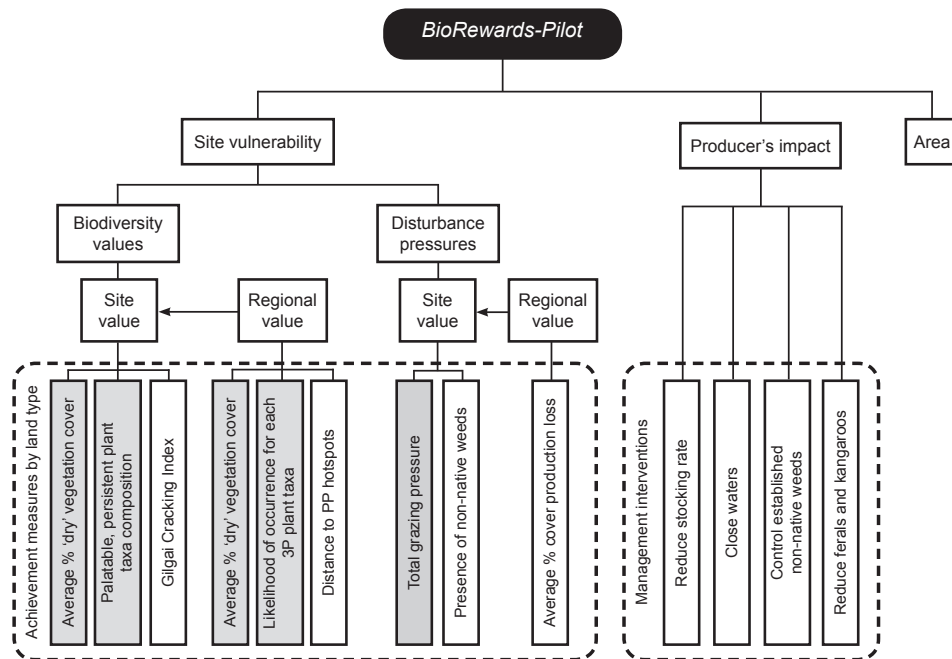 BioRewards-Pilot
Site vulnerability
Producer's impact
Area
Biodiversity
values
Disturbance
pressures
Site
value
Regional
value
Site
value
Regional
value
Achievement measures by land type
Average % 'dry' vegetation cover
Palatable, persistent plant
taxa composition
Gilgai Cracking Index
Average % 'dry' vegetation cover
Likelihood of occurrence for each
3P plant taxa
Distance to PP hotspots
Total grazing pressure
Presence of non-native weeds
Average % cover production loss
Management interventions
Reduce stocking rate
Close waters
Control established
non-native weeds
Reduce ferals and kangaroos